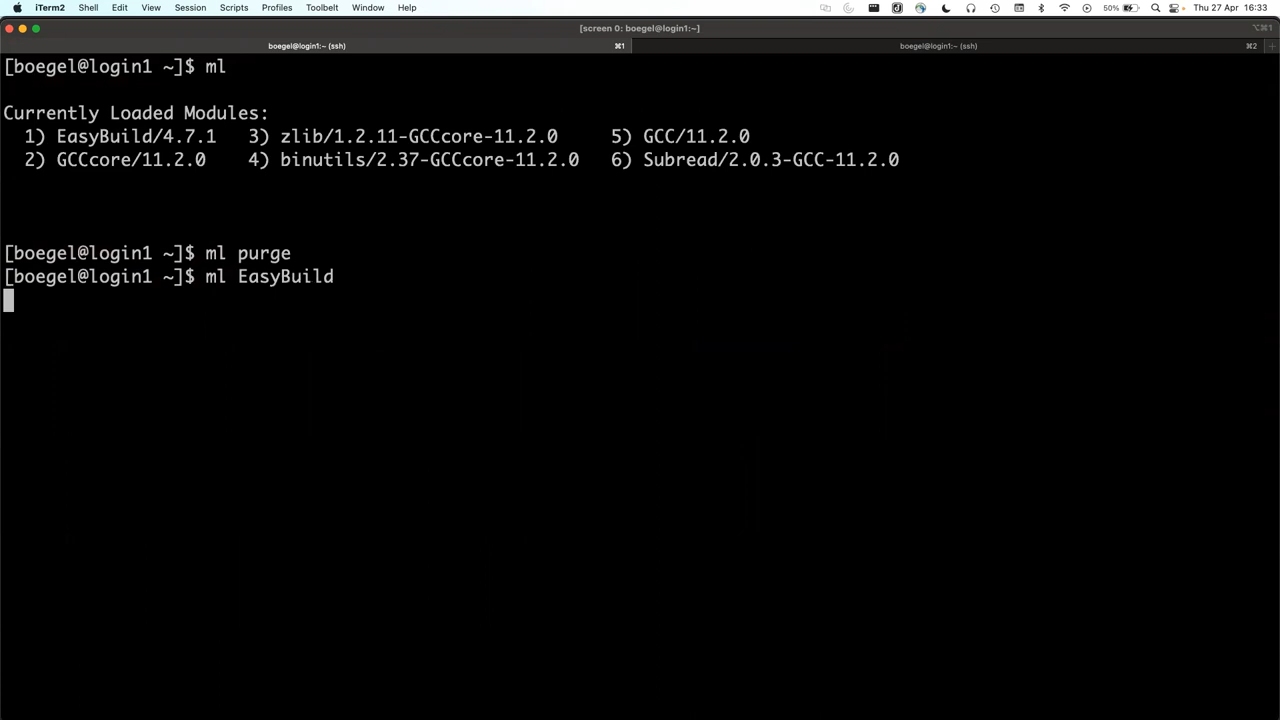 iTerm2 Shell Edit View Session Scripts Profiles Toolbelt Window Help 50% Thu 27 Apr 16:33
[screen 0: boegel@login1:~] ⌥⌘1
boegel@login1:~ (ssh) ⌘1 boegel@login1:~ (ssh) ⌘2 +
[boegel@login1 ~]$ ml
Currently Loaded Modules:
1) EasyBuild/4.7.1 3) zlib/1.2.11-GCCcore-11.2.0 5) GCC/11.2.0
2) GCCcore/11.2.0 4) binutils/2.37-GCCcore-11.2.0 6) Subread/2.0.3-GCC-11.2.0
[boegel@login1 ~]$ ml purge
[boegel@login1 ~]$ ml EasyBuild